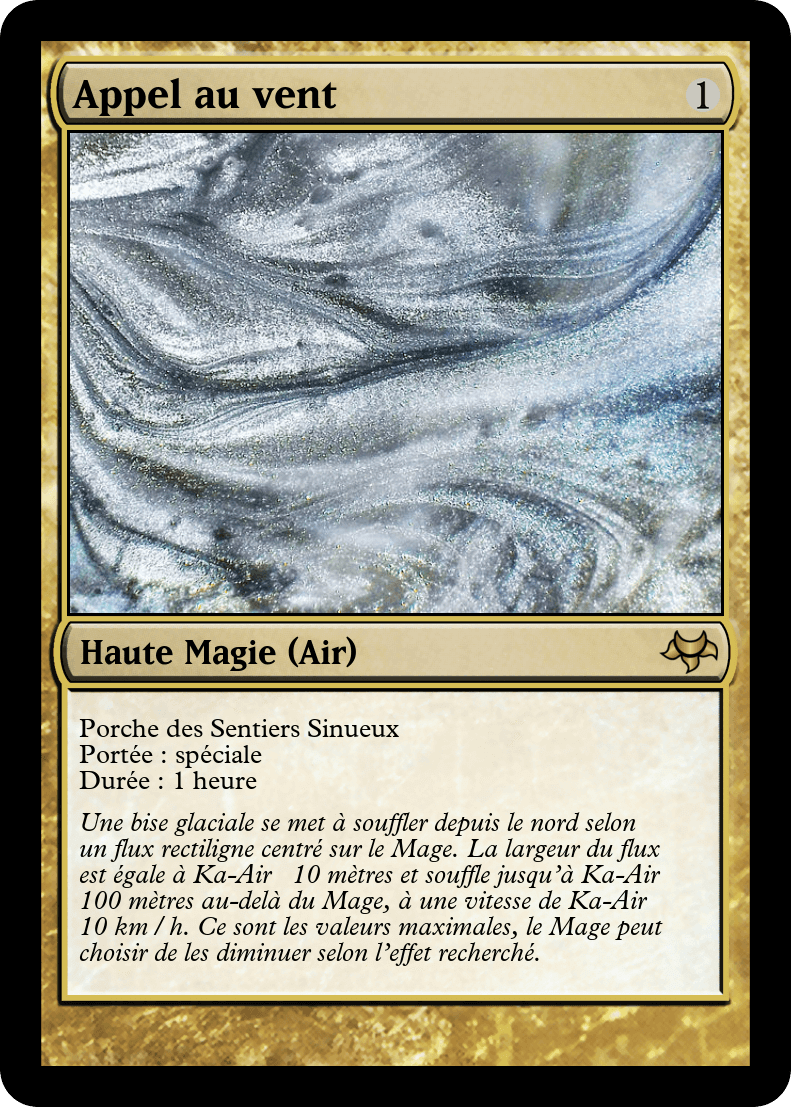 Appel au vent
1
Haute Magie (Air)
Porche des Sentiers Sinueux
Portée : spéciale
Durée : 1 heure
Une bise glaciale se met à souffler depuis le nord selon
un flux rectiligne centré sur le Mage. La largeur du flux
est égale à Ka-Air   10 mètres et souffle jusqu'à Ka-Air
100 mètres au-delà du Mage, à une vitesse de Ka-Air
10 km / h. Ce sont les valeurs maximales, le Mage peut
choisir de les diminuer selon l'effet recherché.